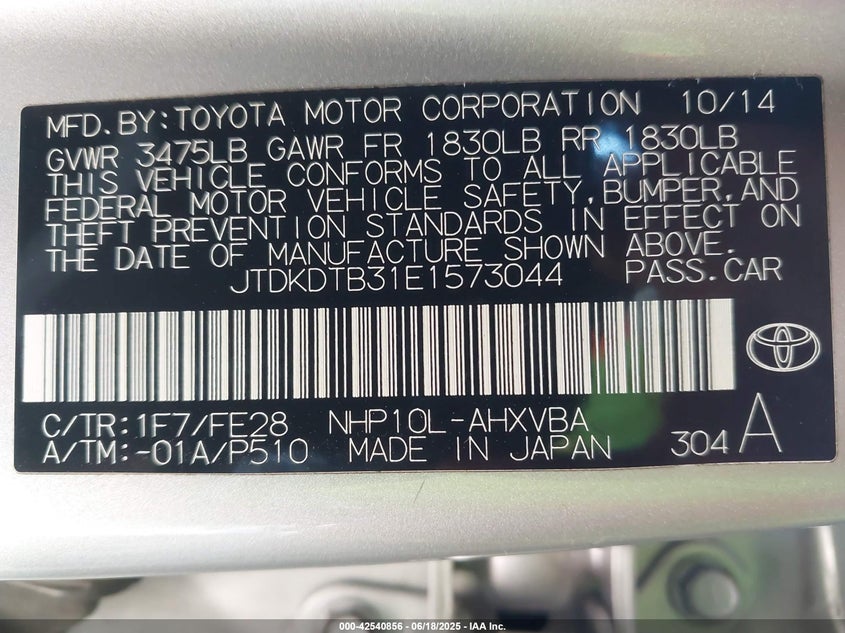 MFD. BY: TOYOTA MOTOR CORPORATION 10/14
GVWR 3475LB GAWR FR 1830LB RR 1830LB
THIS VEHICLE CONFORMS TO ALL APPLICABLE
FEDERAL MOTOR VEHICLE SAFETY, BUMPER, AND
THEFT PREVENTION STANDARDS IN EFFECT ON
THE DATE OF MANUFACTURE SHOWN ABOVE.
JTDKDTB31E1573044 PASS.CAR
C/TR: 1F7/FE28 NHP10L-AHXVBA
A/TM:-01A/P510 MADE IN JAPAN 304 A
000-42540856 - 06/18/2025 - IAA Inc.